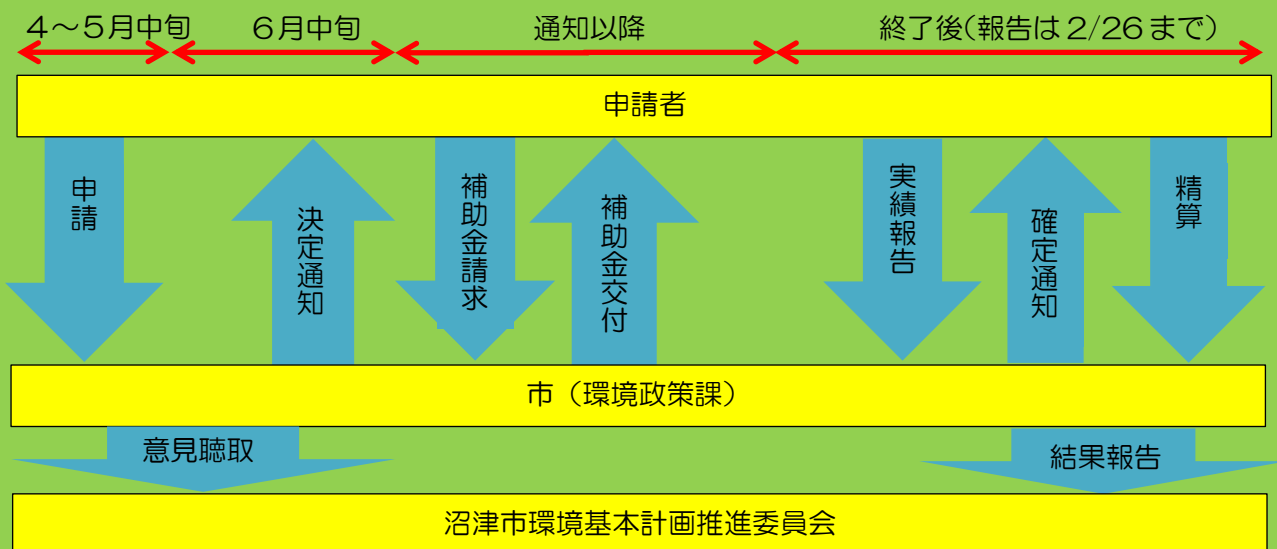 4～5月中旬
6月中旬
通知以降
終了後(報告は2/26まで)
申請者
申請
決定通知
補助金請求
補助金交付
実績報告
確定通知
精算
市（環境政策課）
意見聴取
結果報告
沼津市環境基本計画推進委員会